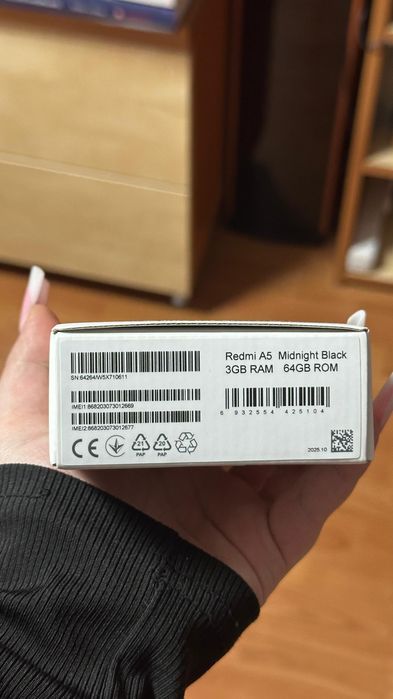 SN:64264/W5X710611
IMEI1:868203073012669
IMEI2:868203073012677
Redmi A5 Midnight Black
3GB RAM 64GB ROM
6 932554 425104
21
PAP
20
PAP
2025.10